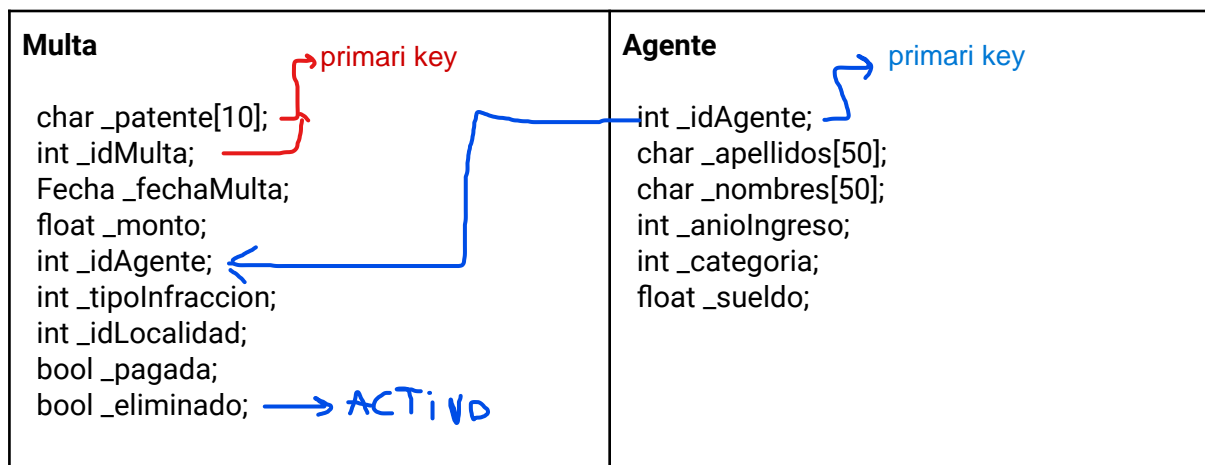 Multa
primari key
char _patente[10];
int _idMulta;
Fecha _fechaMulta;
float _monto;
int _idAgente;
int _tipoInfraccion;
int _idLocalidad;
bool _pagada;
bool _eliminado; ACTiVO
Agente
primari key
int _idAgente;
char _apellidos[50];
char _nombres[50];
int _anioIngreso;
int _categoria;
float _sueldo;